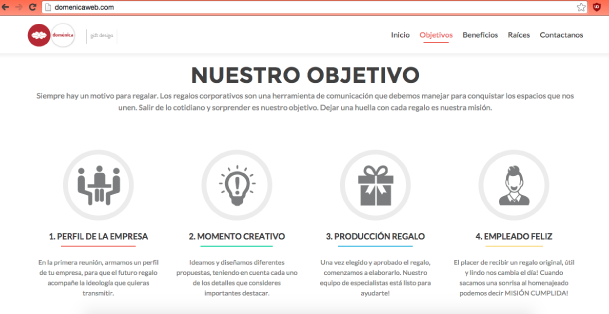 domenicaweb.com
domenica gift design Inicio Objetivos Beneficios Raíces Contactanos
NUESTRO OBJETIVO
Siempre hay un motivo para regalar. Los regalos corporativos son una herramienta de comunicación que debemos manejar para conquistar los espacios que nos
unen. Salir de lo cotidiano y sorprender es nuestro objetivo. Dejar una huella con cada regalo es nuestra misión.
1. PERFIL DE LA EMPRESA
En la primera reunión, armamos un perfil
de tu empresa, para que el futuro regalo
acompañe la ideología que quieras
transmitir.
2. MOMENTO CREATIVO
Ideamos y diseñamos diferentes
propuestas, teniendo en cuenta cada uno
de los detalles que consideres
importantes destacar.
3. PRODUCCIÓN REGALO
Una vez elegido y aprobado el regalo,
comenzamos a elaborarlo. Nuestro
equipo de especialistas está listo para
ayudarte!
4. EMPLEADO FELIZ
El placer de recibir un regalo original, útil
y lindo nos cambia el día! Cuando
sacamos una sonrisa al homenajeado
podemos decir MISIÓN CUMPLIDA!